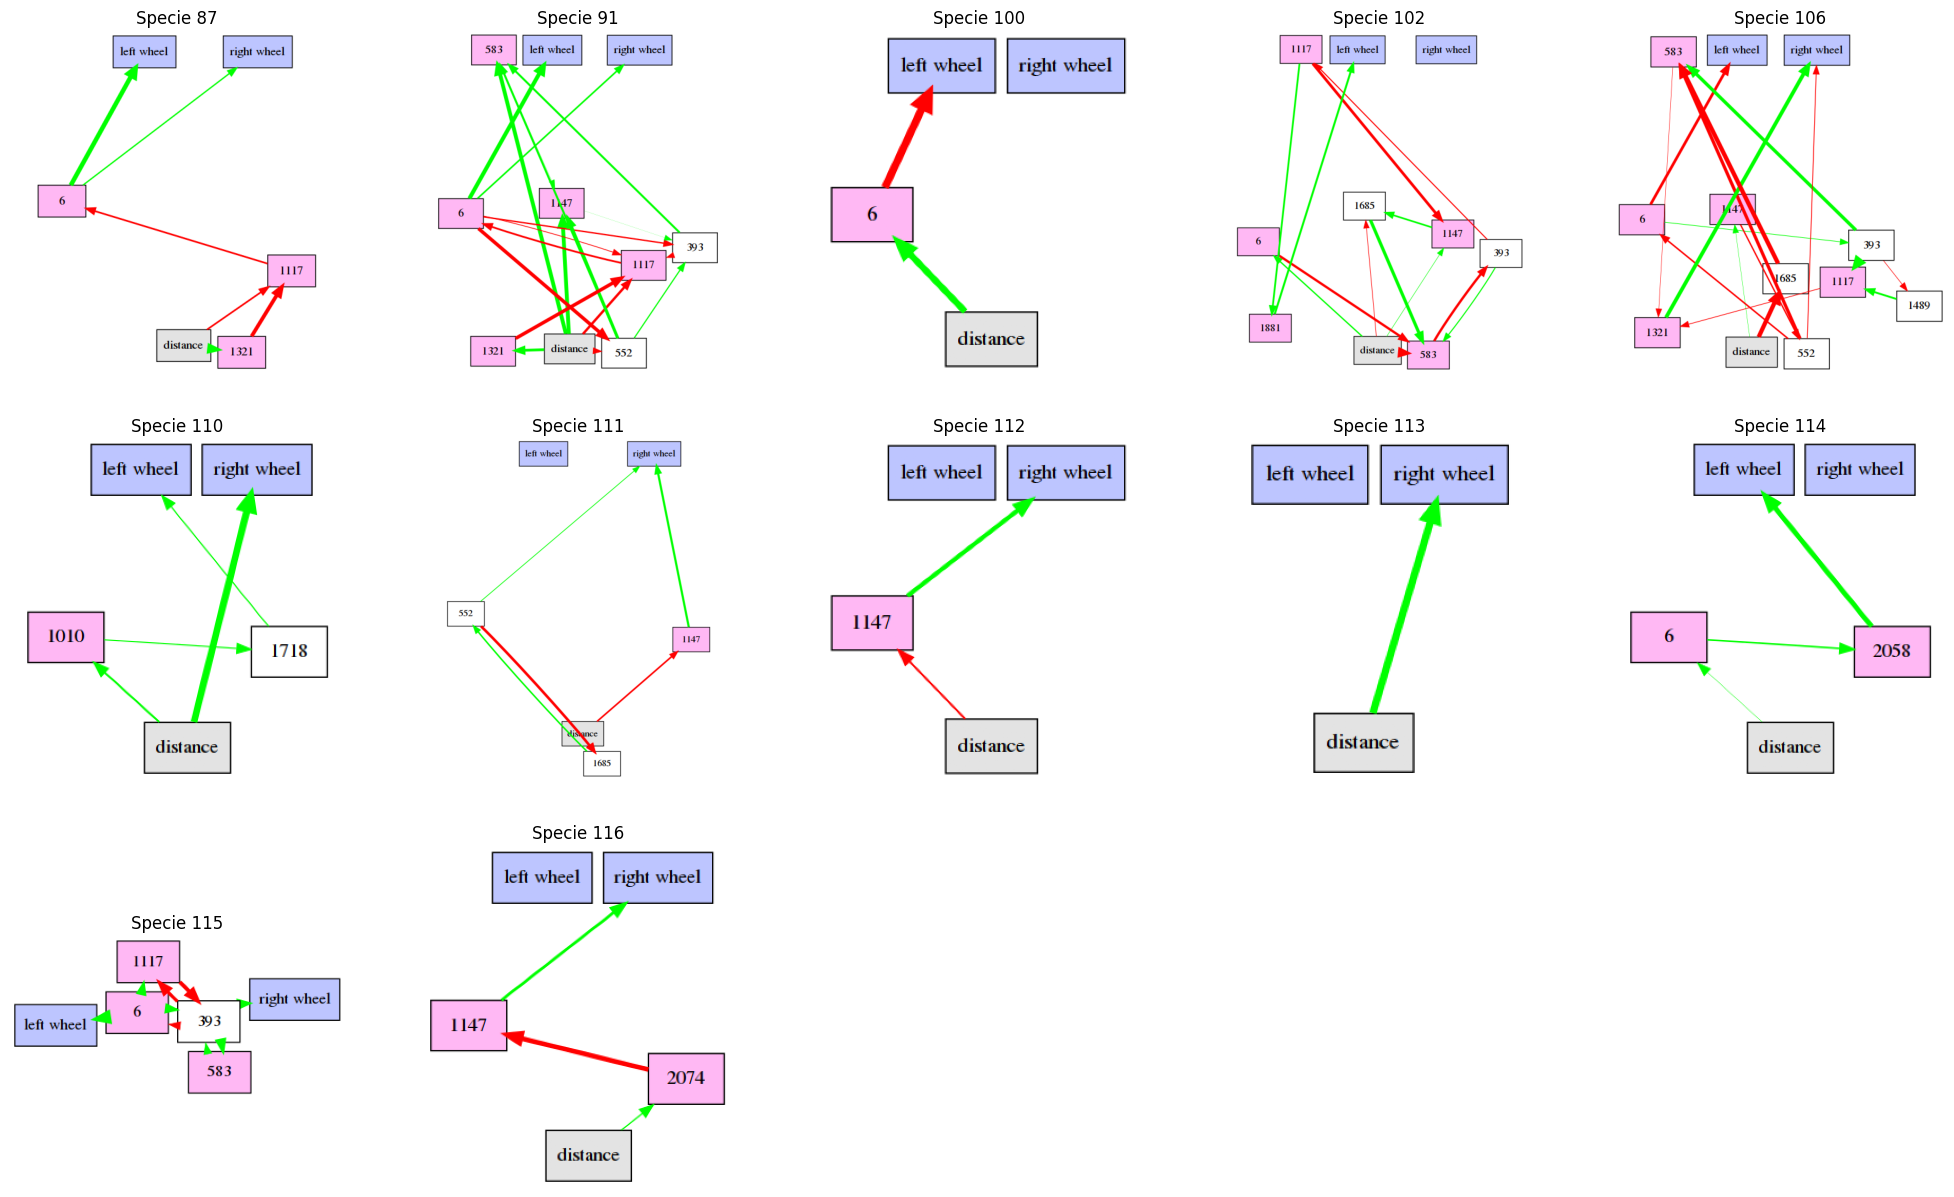 Specie 87
left wheel
right wheel
6
1117
distance
1321
Specie 91
583
left wheel
right wheel
6
1147
393
1117
1321
distance
552
Specie 100
left wheel
right wheel
6
distance
Specie 102
1117
left wheel
right wheel
1685
1147
6
393
1881
distance
583
Specie 106
583
left wheel
right wheel
1147
6
393
1685
1117
1489
1321
distance
552
Specie 110
left wheel
right wheel
1010
1718
distance
Specie 111
left wheel
right wheel
552
1147
distance
1685
Specie 112
left wheel
right wheel
1147
distance
Specie 113
left wheel
right wheel
distance
Specie 114
left wheel
right wheel
6
2058
distance
Specie 115
1117
right wheel
6
393
left wheel
583
Specie 116
left wheel
right wheel
1147
2074
distance